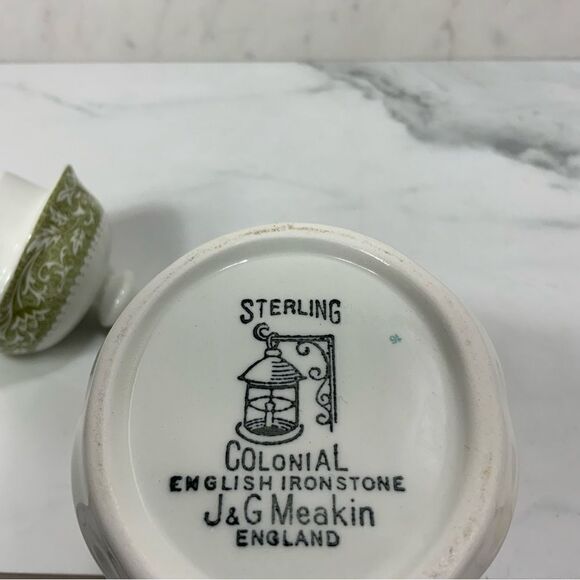 STERLING
COLONIAL
ENGLISH IRONSTONE
J&G Meakin
ENGLAND